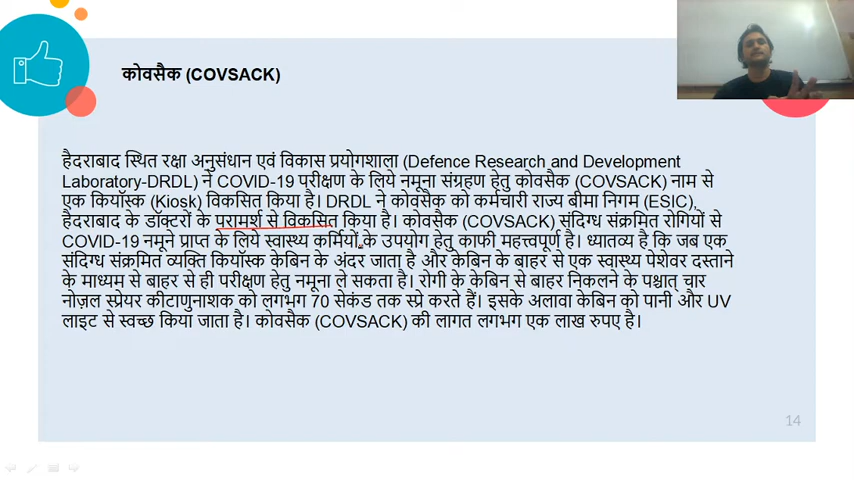 कोवसैक (COVSACK)
हैदराबाद स्थित रक्षा अनुसंधान एवं विकास प्रयोगशाला (Defence Research and Development
Laboratory-DRDL) ने COVID-19 परीक्षण के लिये नमूना संग्रहण हेतु कोवसैक (COVSACK) नाम से
एक कियॉस्क (Kiosk) विकसित किया है। DRDL ने कोवसैक को कर्मचारी राज्य बीमा निगम (ESIC),
हैदराबाद के डॉक्टरों के परामर्श से विकसित किया है। कोवसैक (COVSACK) संदिग्ध संक्रमित रोगियों से
COVID-19 नमूने प्राप्त के लिये स्वास्थ्य कर्मियों के उपयोग हेतु काफी महत्त्वपूर्ण है। ध्यातव्य है कि जब एक
संदिग्ध संक्रमित व्यक्ति कियॉस्क केबिन के अंदर जाता है और केबिन के बाहर से एक स्वास्थ्य पेशेवर दस्ताने
के माध्यम से बाहर से ही परीक्षण हेतु नमूना ले सकता है। रोगी के केबिन से बाहर निकलने के पश्चात् चार
नोज़ल स्प्रेयर कीटाणुनाशक को लगभग 70 सेकंड तक स्प्रे करते हैं। इसके अलावा केबिन को पानी और UV
लाइट से स्वच्छ किया जाता है। कोवसैक (COVSACK) की लागत लगभग एक लाख रुपए है।
14